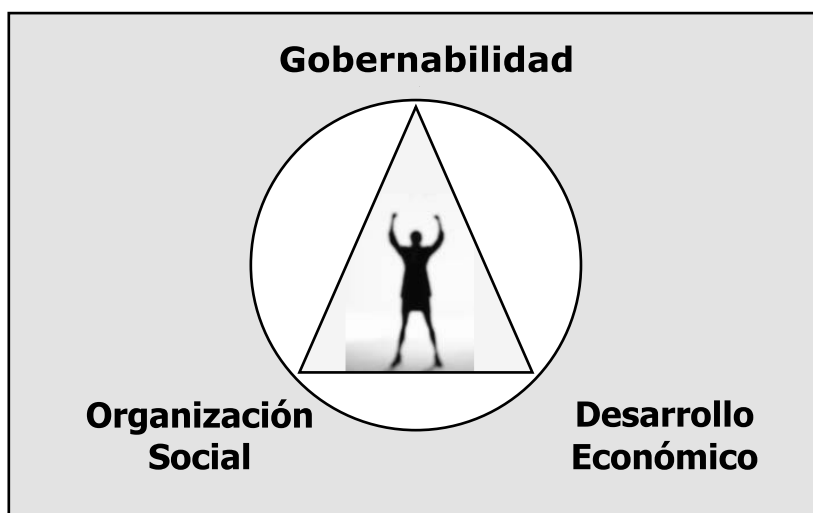 Gobernabilidad
Organización
Social
Desarrollo
Económico